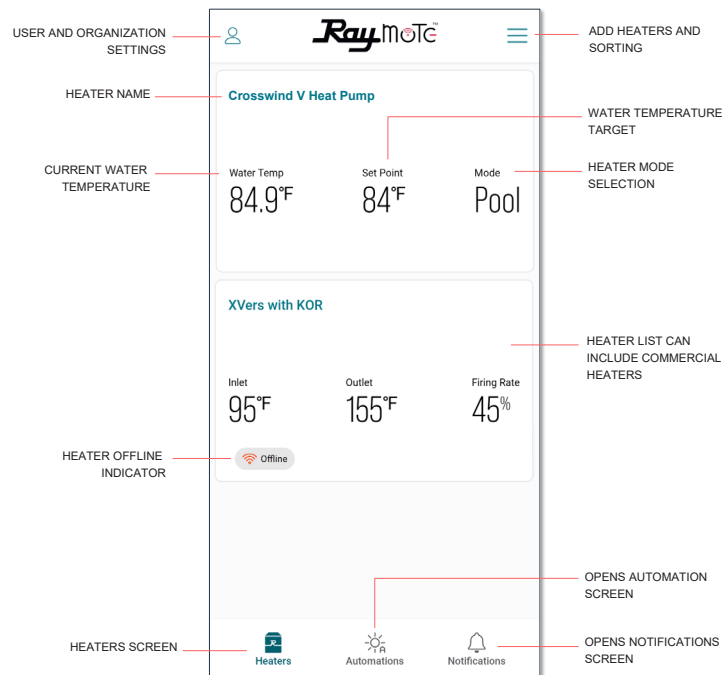 USER AND ORGANIZATION
SETTINGS
Raymote™
ADD HEATERS AND
SORTING
HEATER NAME
Crosswind V Heat Pump
WATER TEMPERATURE
TARGET
CURRENT WATER
TEMPERATURE
Water Temp
Set Point
Mode
84.9°F
84°F
Pool
HEATER MODE
SELECTION
XVers with KOR
HEATER LIST CAN
INCLUDE COMMERCIAL
HEATERS
Inlet
Outlet
Firing Rate
95°F
155°F
45%
HEATER OFFLINE
INDICATOR
Offline
OPENS AUTOMATION
SCREEN
HEATERS SCREEN
R
A
Heaters
Automations
Notifications
OPENS NOTIFICATIONS
SCREEN